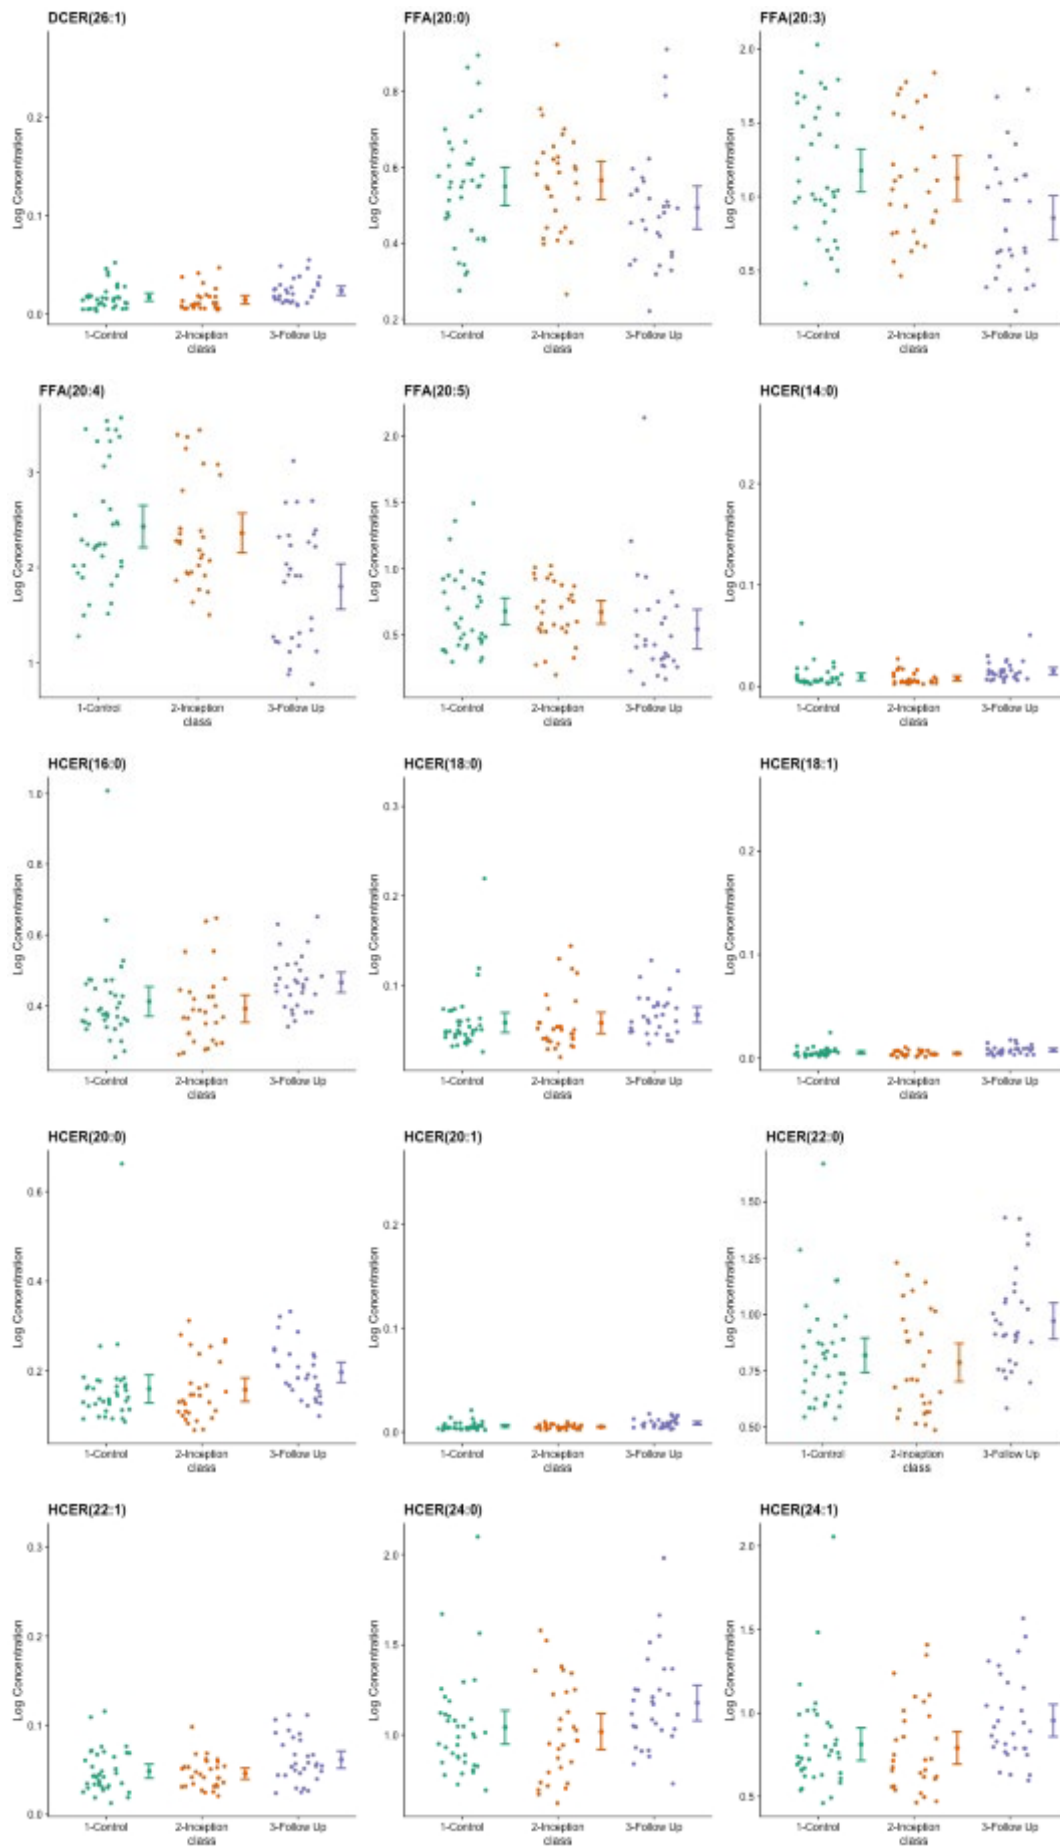 DCER(26:1)
Log Concentration
0.2
0.1
0.0
1-Control
2-Inception
3-Follow Up
class
FFA(20:0)
Log Concentration
0.8
0.6
0.4
0.2
1-Control
2-Inception
3-Follow Up
class
FFA(20:3)
Log Concentration
2.0
1.5
1.0
0.5
1-Control
2-Inception
3-Follow Up
class
FFA(20:4)
Log Concentration
3
2
1
1-Control
2-Inception
3-Follow Up
class
FFA(20:5)
Log Concentration
2.0
1.5
1.0
0.5
1-Control
2-Inception
3-Follow Up
class
HCER(14:0)
Log Concentration
0.2
0.1
0.0
1-Control
2-Inception
3-Follow Up
class
HCER(16:0)
Log Concentration
1.0
0.8
0.6
0.4
1-Control
2-Inception
3-Follow Up
class
HCER(18:0)
Log Concentration
0.3
0.2
0.1
1-Control
2-Inception
3-Follow Up
class
HCER(18:1)
Log Concentration
0.2
0.1
0.0
1-Control
2-Inception
3-Follow Up
class
HCER(20:0)
Log Concentration
0.6
0.4
0.2
1-Control
2-Inception
3-Follow Up
class
HCER(20:1)
Log Concentration
0.2
0.1
0.0
1-Control
2-Inception
3-Follow Up
class
HCER(22:0)
Log Concentration
1.50
1.25
1.00
0.75
0.50
1-Control
2-Inception
3-Follow Up
class
HCER(22:1)
Log Concentration
0.3
0.2
0.1
0.0
1-Control
2-Inception
3-Follow Up
class
HCER(24:0)
Log Concentration
2.0
1.5
1.0
1-Control
2-Inception
3-Follow Up
class
HCER(24:1)
Log Concentration
2.0
1.5
1.0
0.5
1-Control
2-Inception
3-Follow Up
class